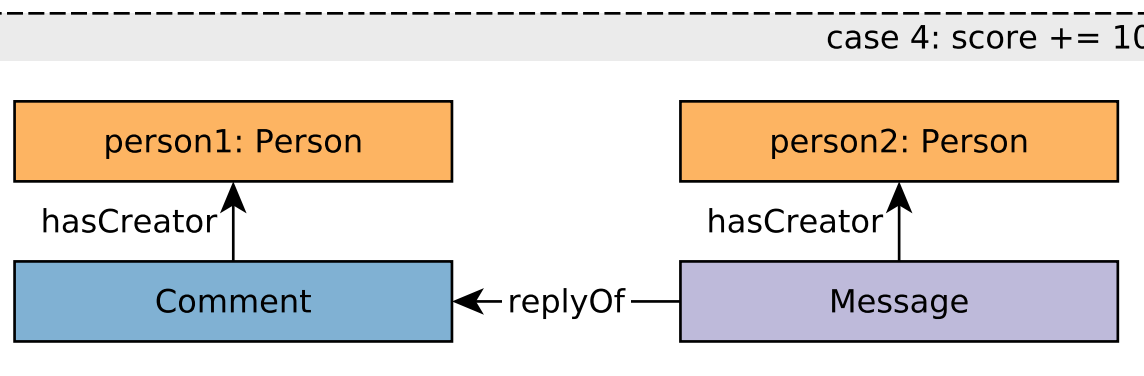 case 4: score += 10
person1: Person
person2: Person
hasCreator
hasCreator
Comment
replyOf
Message